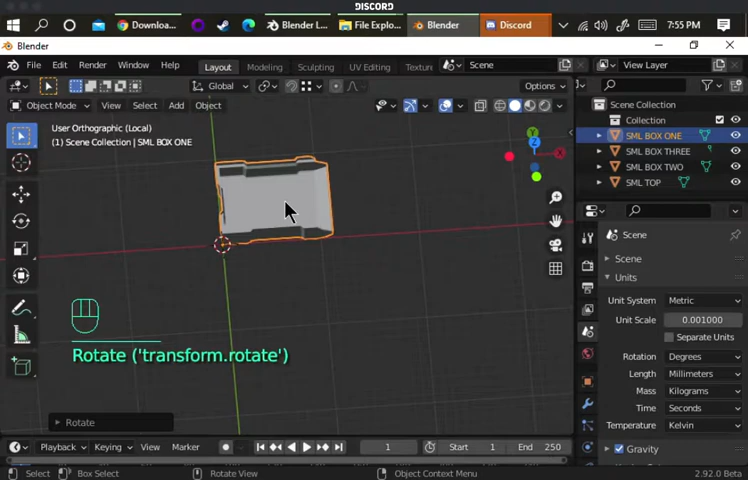 DISCORD
Downloa...
Blender L...
File Explo...
Blender
Discord
7:55 PM
Blender
File Edit Render Window Help Layout Modeling Sculpting UV Editing Textur Scene View Layer
Global Options
Object Mode View Select Add Object
User Orthographic (Local)
(1) Scene Collection | SML BOX ONE
Scene Collection
Collection
SML BOX ONE
SML BOX THREE
SML BOX TWO
SML TOP
Y
Z
X
Scene
Scene
Units
Unit System Metric
Unit Scale 0.001000
Separate Units
Rotation Degrees
Length Millimeters
Mass Kilograms
Time Seconds
Temperature Kelvin
Gravity
Rotate ('transform.rotate')
Rotate
Playback Keying View Marker 1 Start 1 End 250
Select Box Select Rotate View Object Context Menu